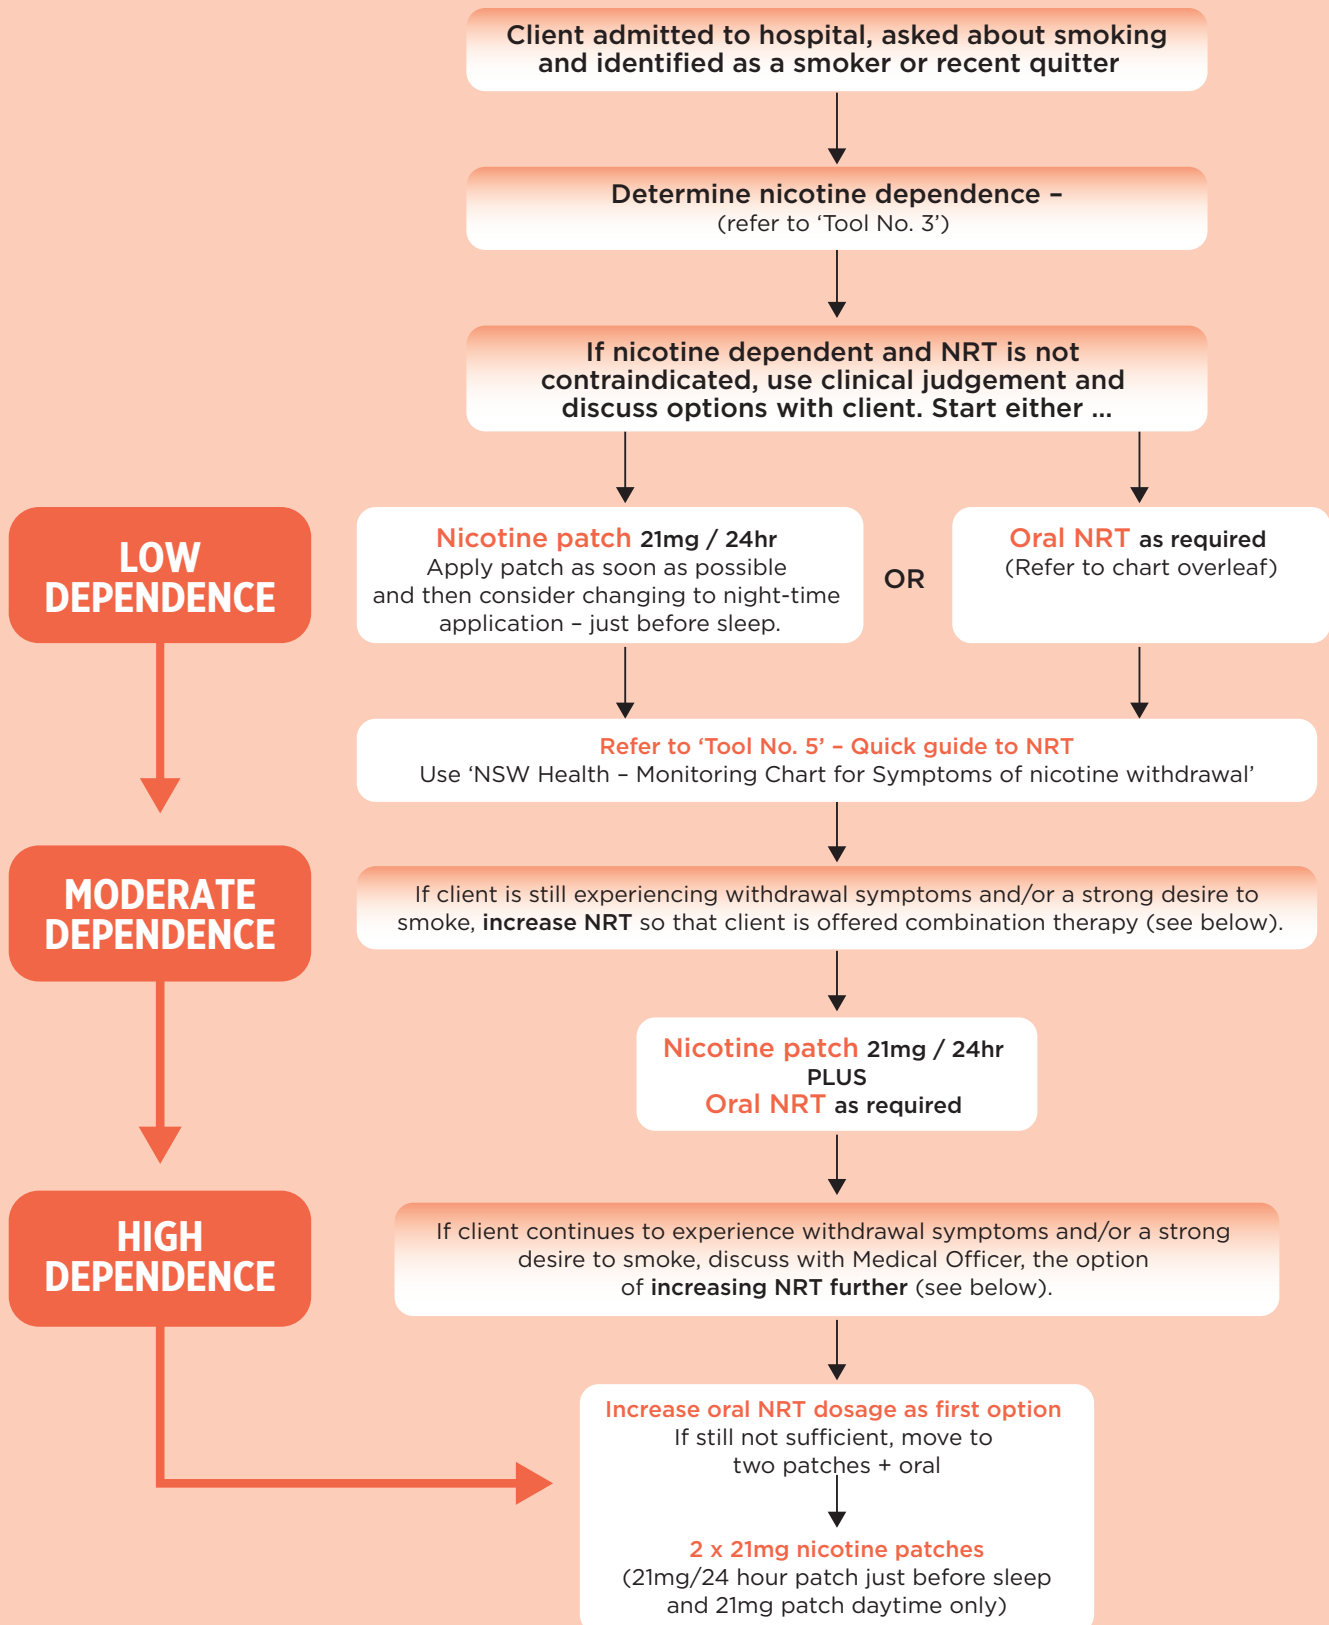 Client admitted to hospital, asked about smoking
and identified as a smoker or recent quitter
Determine nicotine dependence –
(refer to ‘Tool No. 3’)
If nicotine dependent and NRT is not
contraindicated, use clinical judgement and
discuss options with client. Start either ...
LOW
DEPENDENCE
Nicotine patch 21mg / 24hr
Apply patch as soon as possible
and then consider changing to night-time
application – just before sleep.
OR
Oral NRT as required
(Refer to chart overleaf)
Refer to ‘Tool No. 5’ – Quick guide to NRT
Use ‘NSW Health – Monitoring Chart for Symptoms of nicotine withdrawal’
MODERATE
DEPENDENCE
If client is still experiencing withdrawal symptoms and/or a strong desire to
smoke, increase NRT so that client is offered combination therapy (see below).
Nicotine patch 21mg / 24hr
PLUS
Oral NRT as required
HIGH
DEPENDENCE
If client continues to experience withdrawal symptoms and/or a strong
desire to smoke, discuss with Medical Officer, the option
of increasing NRT further (see below).
Increase oral NRT dosage as first option
If still not sufficient, move to
two patches + oral
2 x 21mg nicotine patches
(21mg/24 hour patch just before sleep
and 21mg patch daytime only)